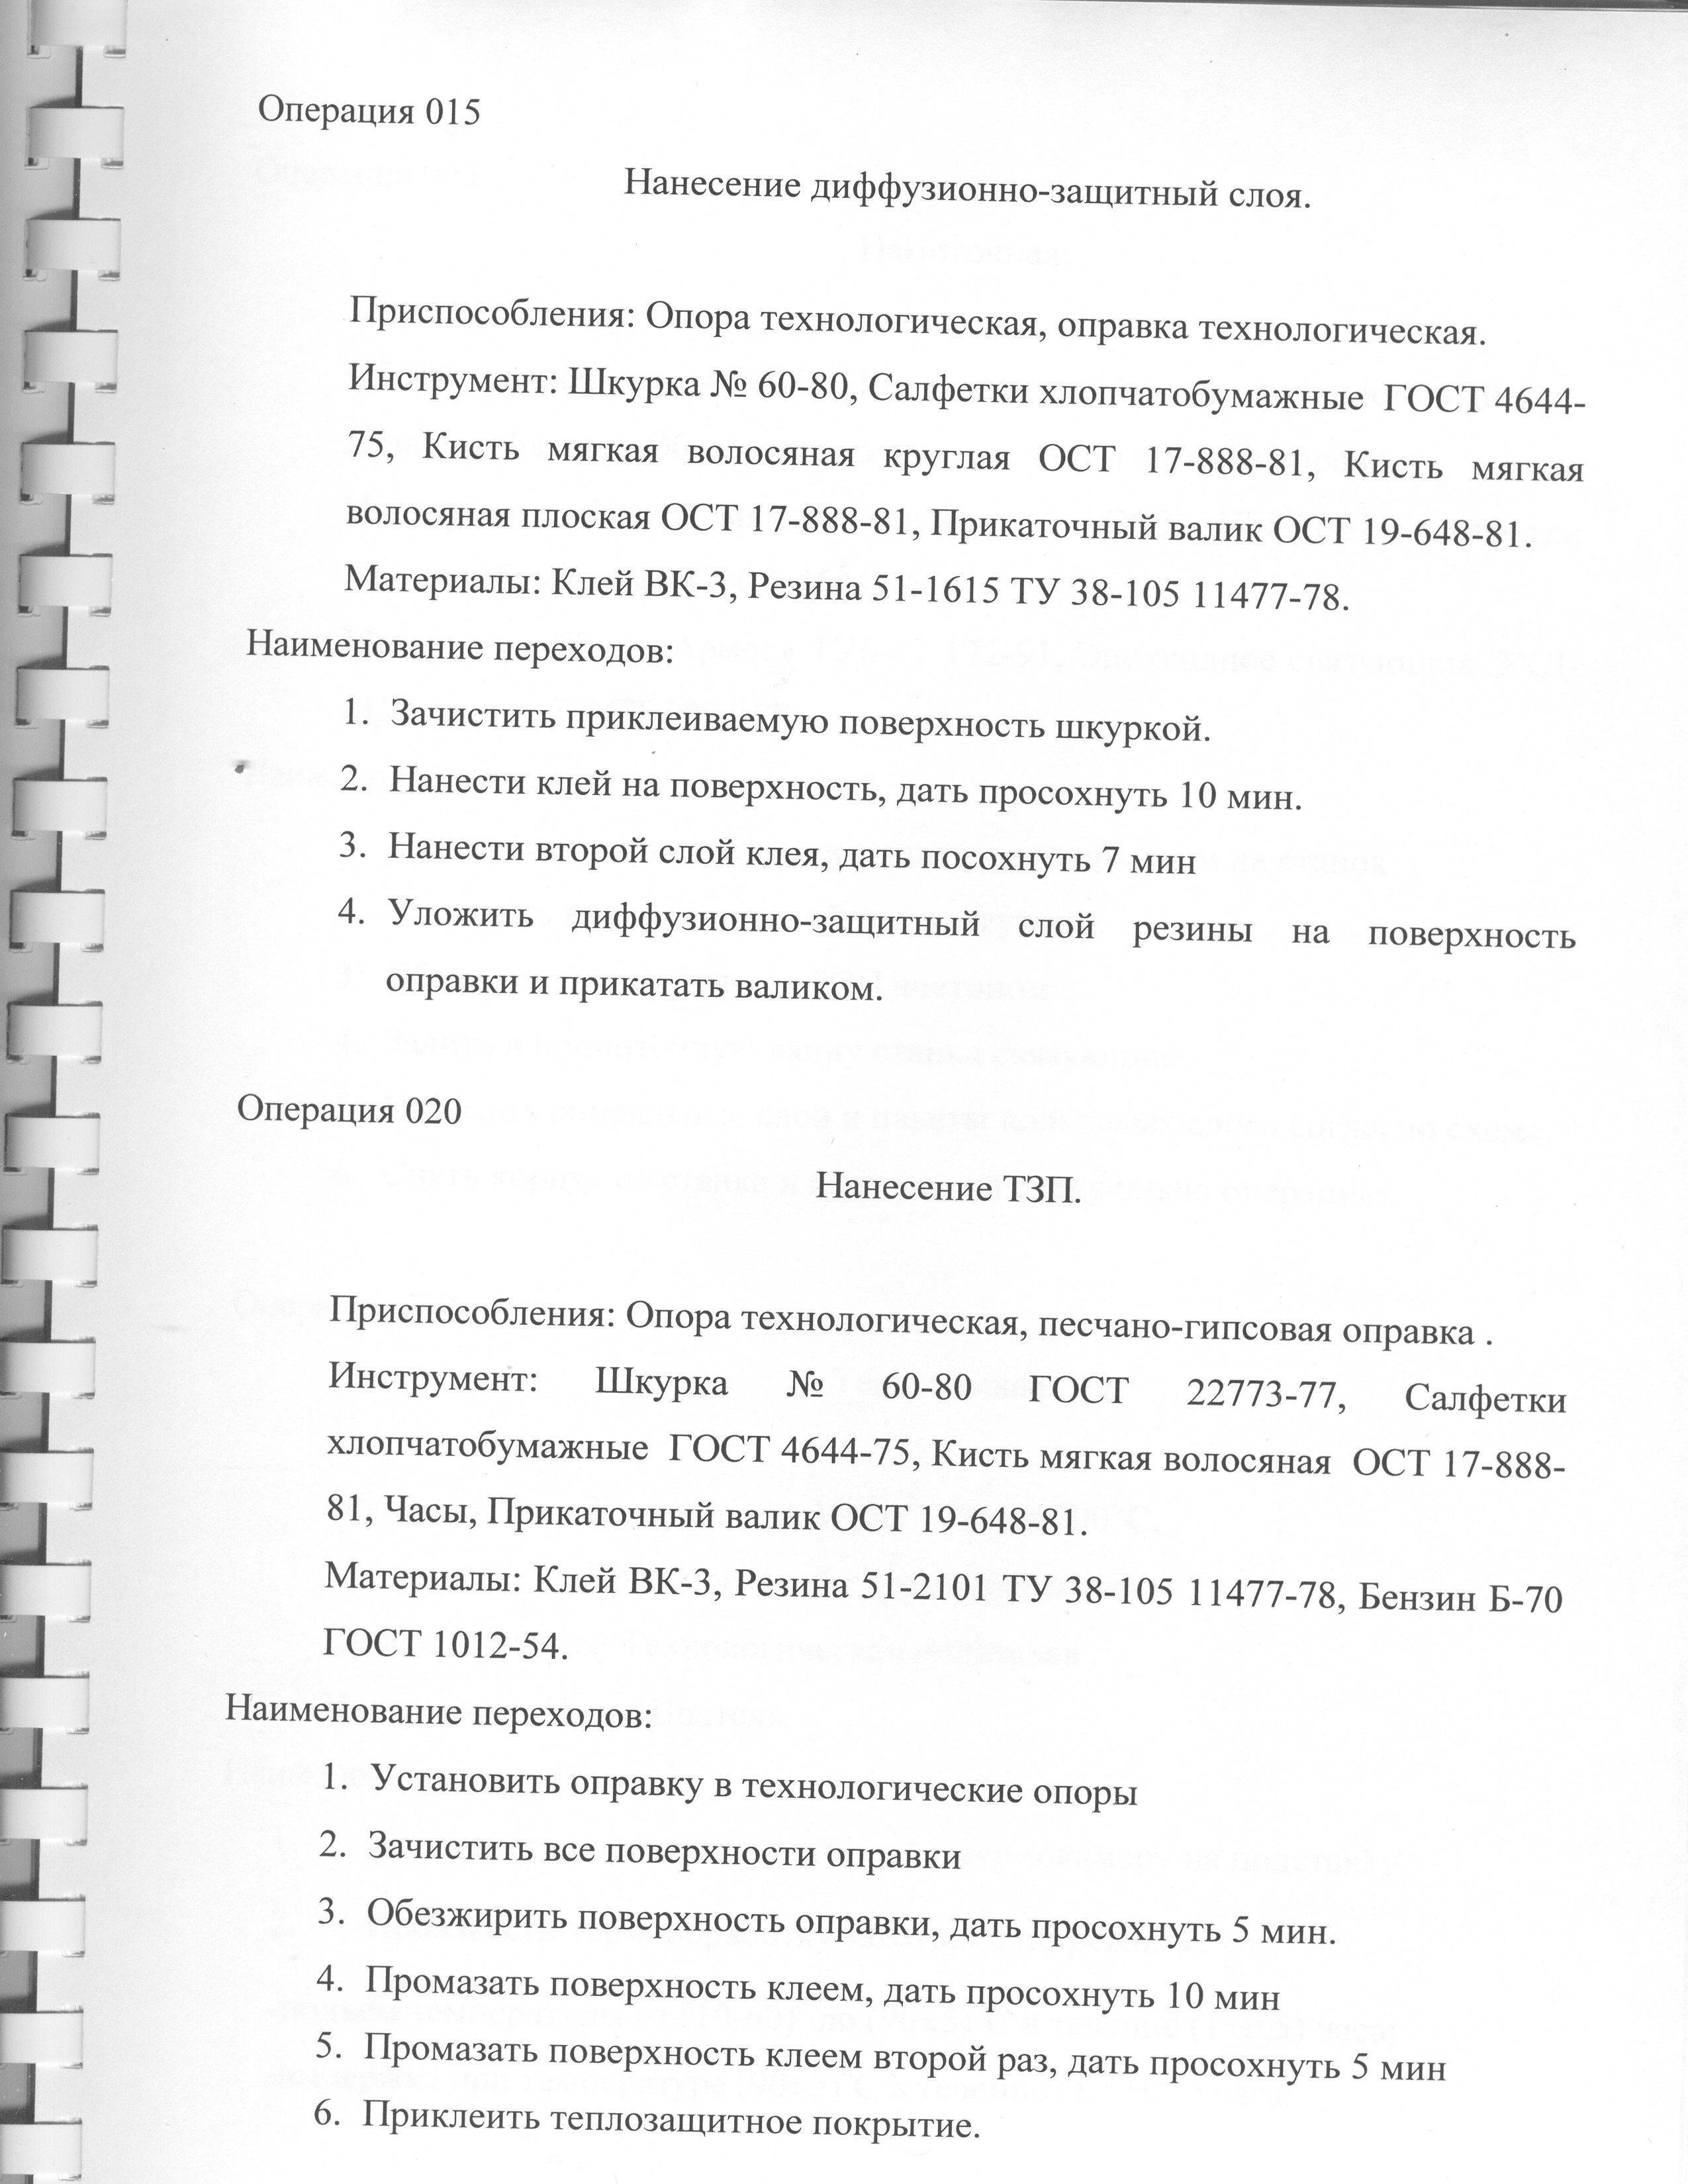 Операция 015
Нанесение диффузионно-защитный слоя.
Приспособления: Опора технологическая, оправка технологическая.
Инструмент: Шкурка № 60-80, Салфетки хлопчатобумажные ГОСТ 4644-
75, Кисть мягкая волосяная круглая ОСТ 17-888-81, Кисть мягкая
волосяная плоская ОСТ 17-888-81, Прикаточный валик ОСТ 19-648-81.
Материалы: Клей ВК-3, Резина 51-1615 ТУ 38-105 11477-78.
Наименование переходов:
1. Зачистить приклеиваемую поверхность шкуркой.
2. Нанести клей на поверхность, дать просохнуть 10 мин.
3. Нанести второй слой клея, дать посохнуть 7 мин
4. Уложить диффузионно-защитный слой резины на поверхность
оправки и прикатать валиком.
Операция 020
Нанесение ТЗП.
Приспособления: Опора технологическая, песчано-гипсовая оправка .
Инструмент: Шкурка № 60-80 ГОСТ 22773-77, Салфетки
хлопчатобумажные ГОСТ 4644-75, Кисть мягкая волосяная ОСТ 17-888-
81, Часы, Прикаточный валик ОСТ 19-648-81.
Материалы: Клей ВК-3, Резина 51-2101 ТУ 38-105 11477-78, Бензин Б-70
ГОСТ 1012-54.
Наименование переходов:
1. Установить оправку в технологические опоры
2. Зачистить все поверхности оправки
3. Обезжирить поверхность оправки, дать просохнуть 5 мин.
4. Промазать поверхность клеем, дать просохнуть 10 мин
5. Промазать поверхность клеем второй раз, дать просохнуть 5 мин
6. Приклеить теплозащитное покрытие.